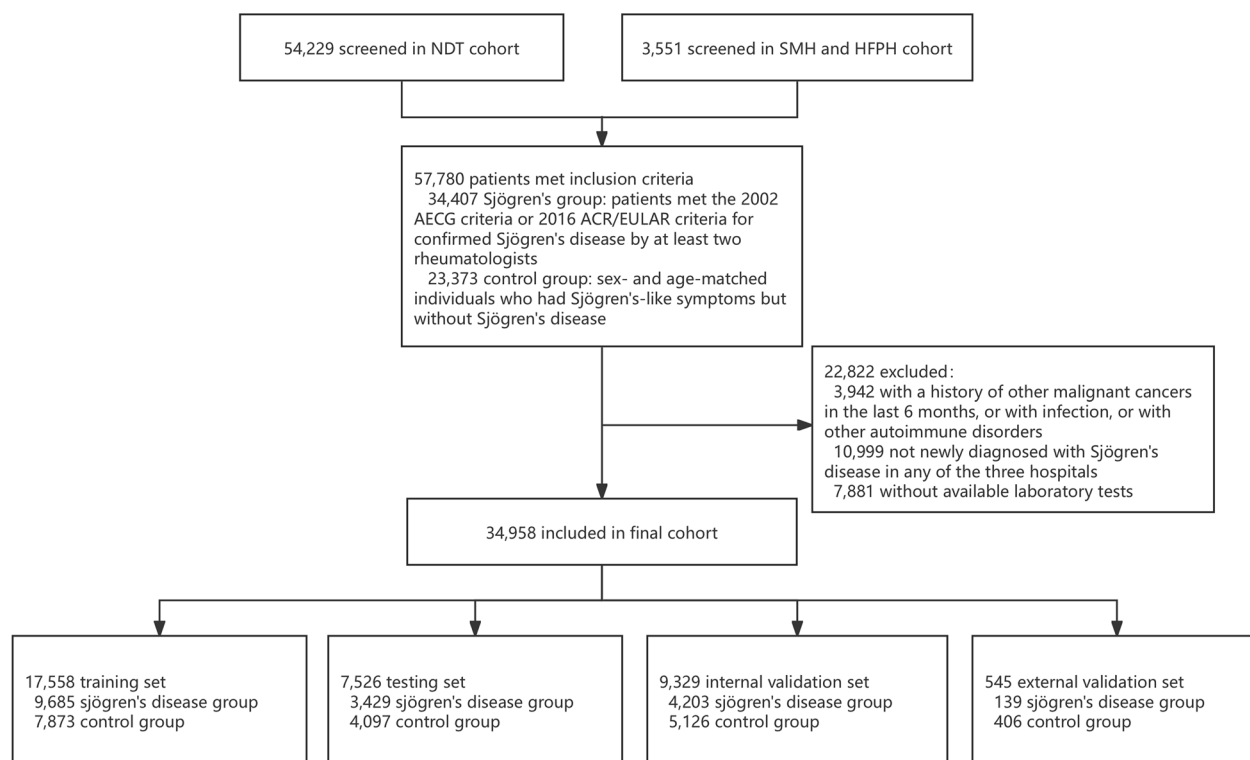 54,229 screened in NDT cohort
3,551 screened in SMH and HFPH cohort
57,780 patients met inclusion criteria
34,407 Sjögren's group: patients met the 2002
AECG criteria or 2016 ACR/EULAR criteria for
confirmed Sjögren's disease by at least two
rheumatologists
23,373 control group: sex- and age-matched
individuals who had Sjögren's-like symptoms but
without Sjögren's disease
22,822 excluded:
3,942 with a history of other malignant cancers
in the last 6 months, or with infection, or with
other autoimmune disorders
10,999 not newly diagnosed with Sjögren's
disease in any of the three hospitals
7,881 without available laboratory tests
34,958 included in final cohort
17,558 training set
9,685 sjögren's disease group
7,873 control group
7,526 testing set
3,429 sjögren's disease group
4,097 control group
9,329 internal validation set
4,203 sjögren's disease group
5,126 control group
545 external validation set
139 sjögren's disease group
406 control group